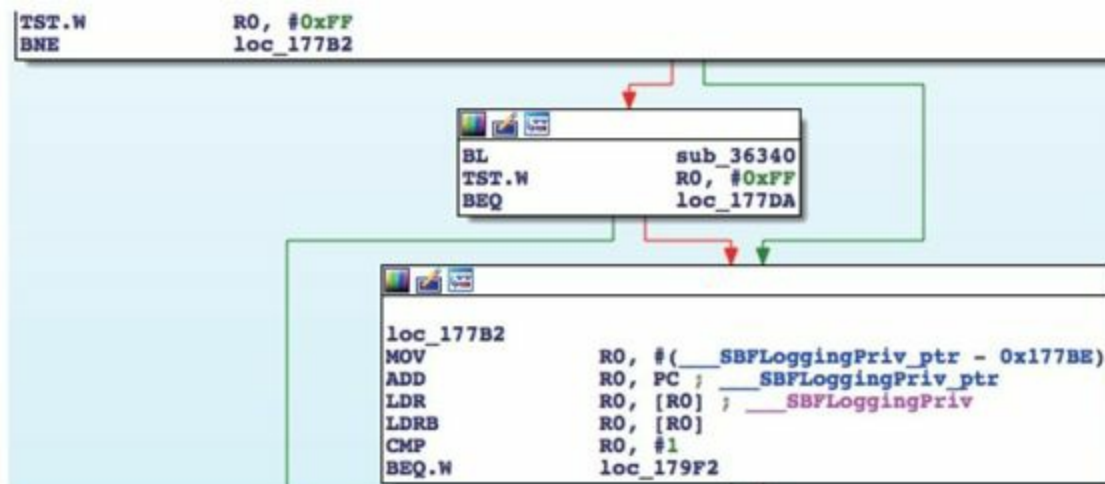 TST.W R0, #0xFF
BNE loc_177B2
BL sub_36340
TST.W R0, #0xFF
BEQ loc_177DA
loc_177B2
MOV R0, #(___SBFLoggingPriv_ptr - 0x177BE)
ADD R0, PC ; ___SBFLoggingPriv_ptr
LDR R0, [R0] ; ___SBFLoggingPriv
LDRB R0, [R0]
CMP R0, #1
BEQ.W loc_179F2